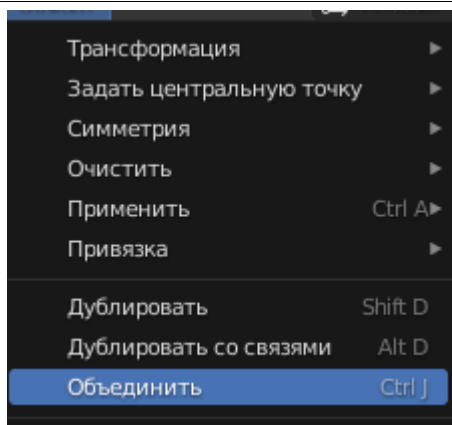 Трансформация
Задать центральную точку
Симметрия
Очистить
Применить Ctrl A
Привязка
Дублировать Shift D
Дублировать со связями Alt D
Объединить Ctrl J